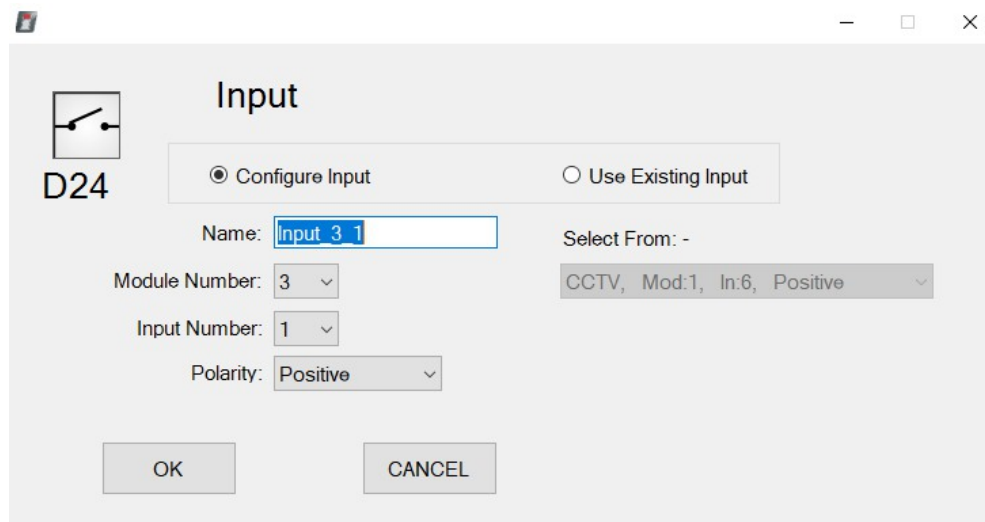 Input
D24
Configure Input
Use Existing Input
Name: Input_3_1
Select From: -
Module Number: 3
CCTV, Mod:1, In:6, Positive
Input Number: 1
Polarity: Positive
OK
CANCEL